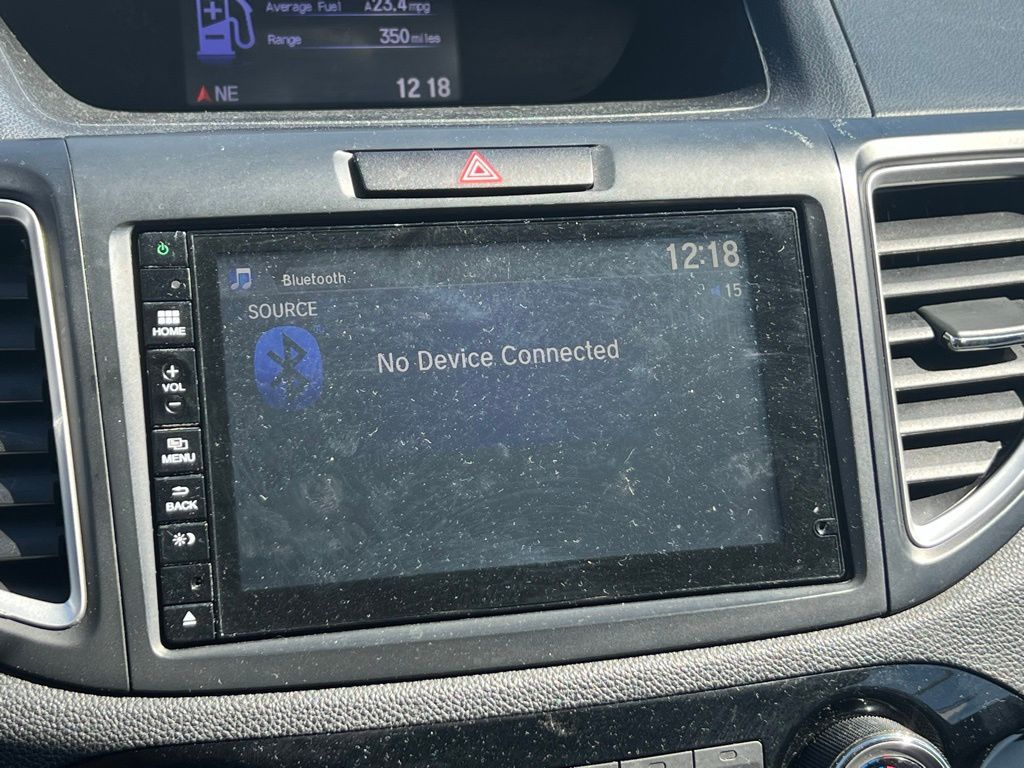 Average Fuel A23.4 mpg
Range 350 miles
NE 12 18
Bluetooth 12:18
15
SOURCE
No Device Connected
HOME
+
VOL
−
MENU
BACK